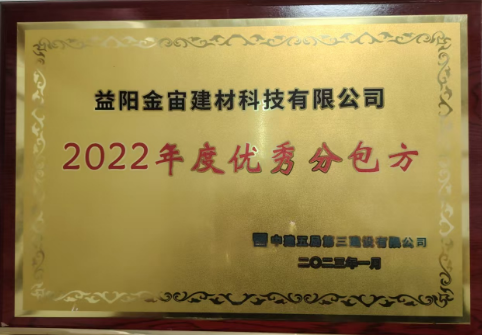 益阳金宙建材科技有限公司
2022年度优秀分包方
中建五局第三建设有限公司
二〇二三年一月